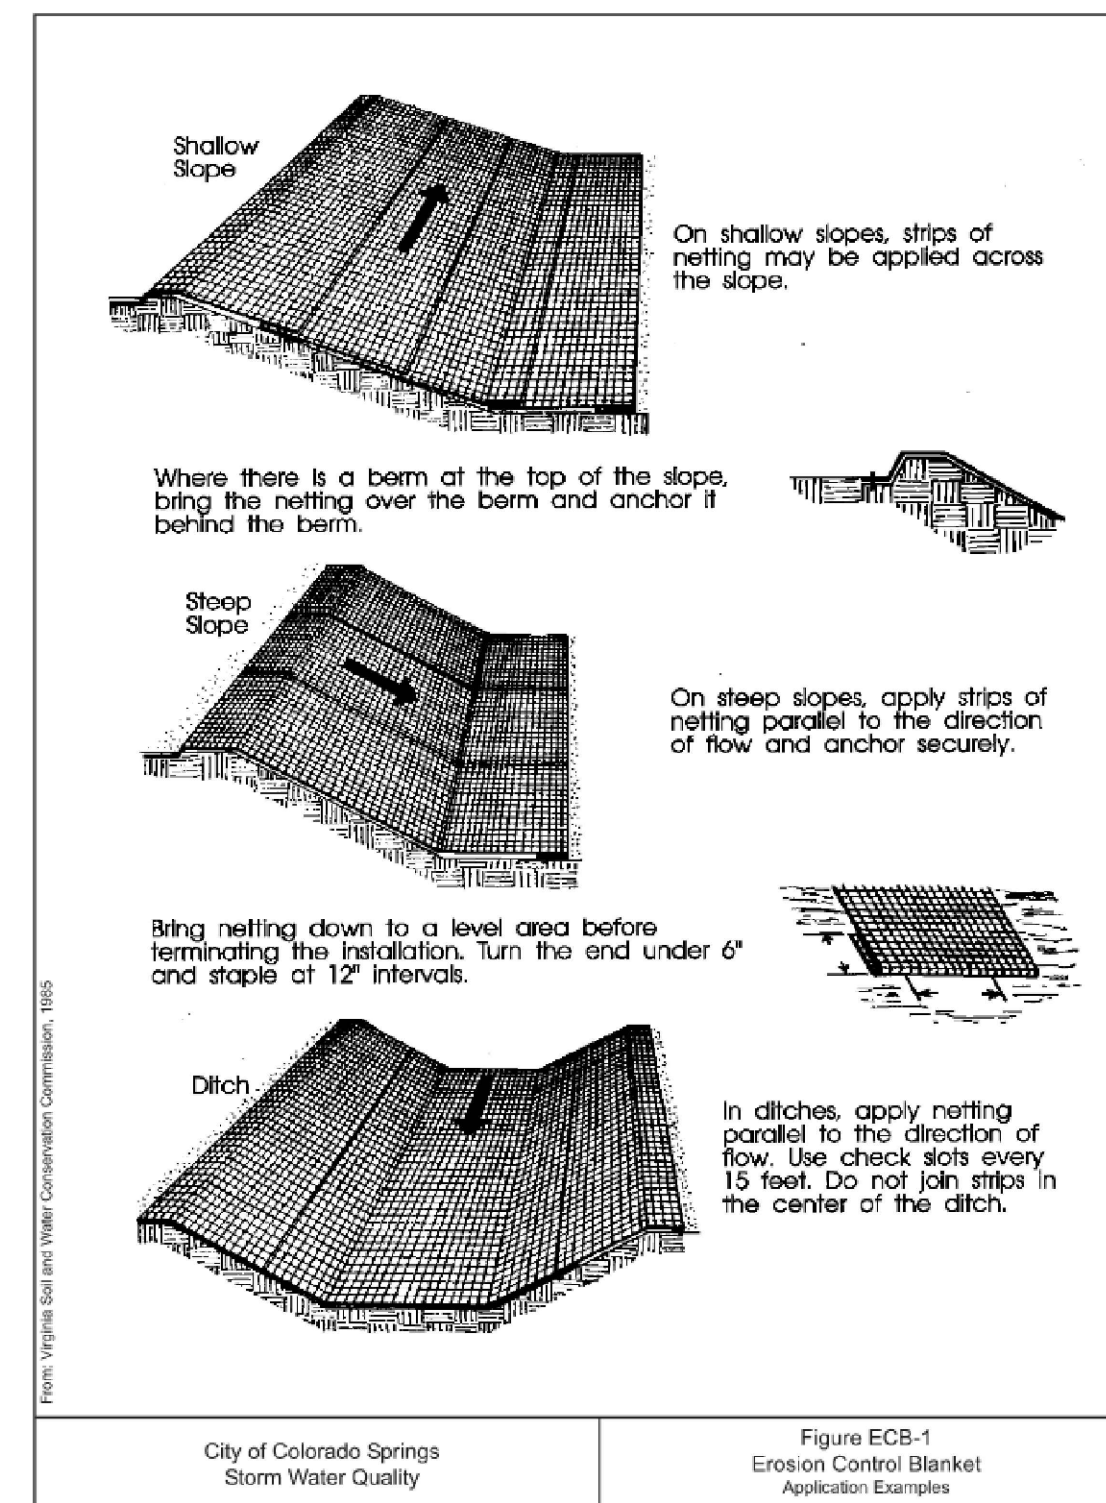 Shallow
Slope
On shallow slopes, strips of
netting may be applied across
the slope.
Where there is a berm at the top of the slope,
bring the netting over the berm and anchor it
behind the berm.
Steep
Slope
On steep slopes, apply strips of
netting parallel to the direction
of flow and anchor securely.
Bring netting down to a level area before
terminating the installation. Turn the end under 6"
and staple at 12" intervals.
Ditch
In ditches, apply netting
parallel to the direction of
flow. Use check slots every
15 feet. Do not join strips in
the center of the ditch.
From: Virginia Soil and Water Conservation Commission, 1985
City of Colorado Springs
Storm Water Quality
Figure ECB-1
Erosion Control Blanket
Application Examples